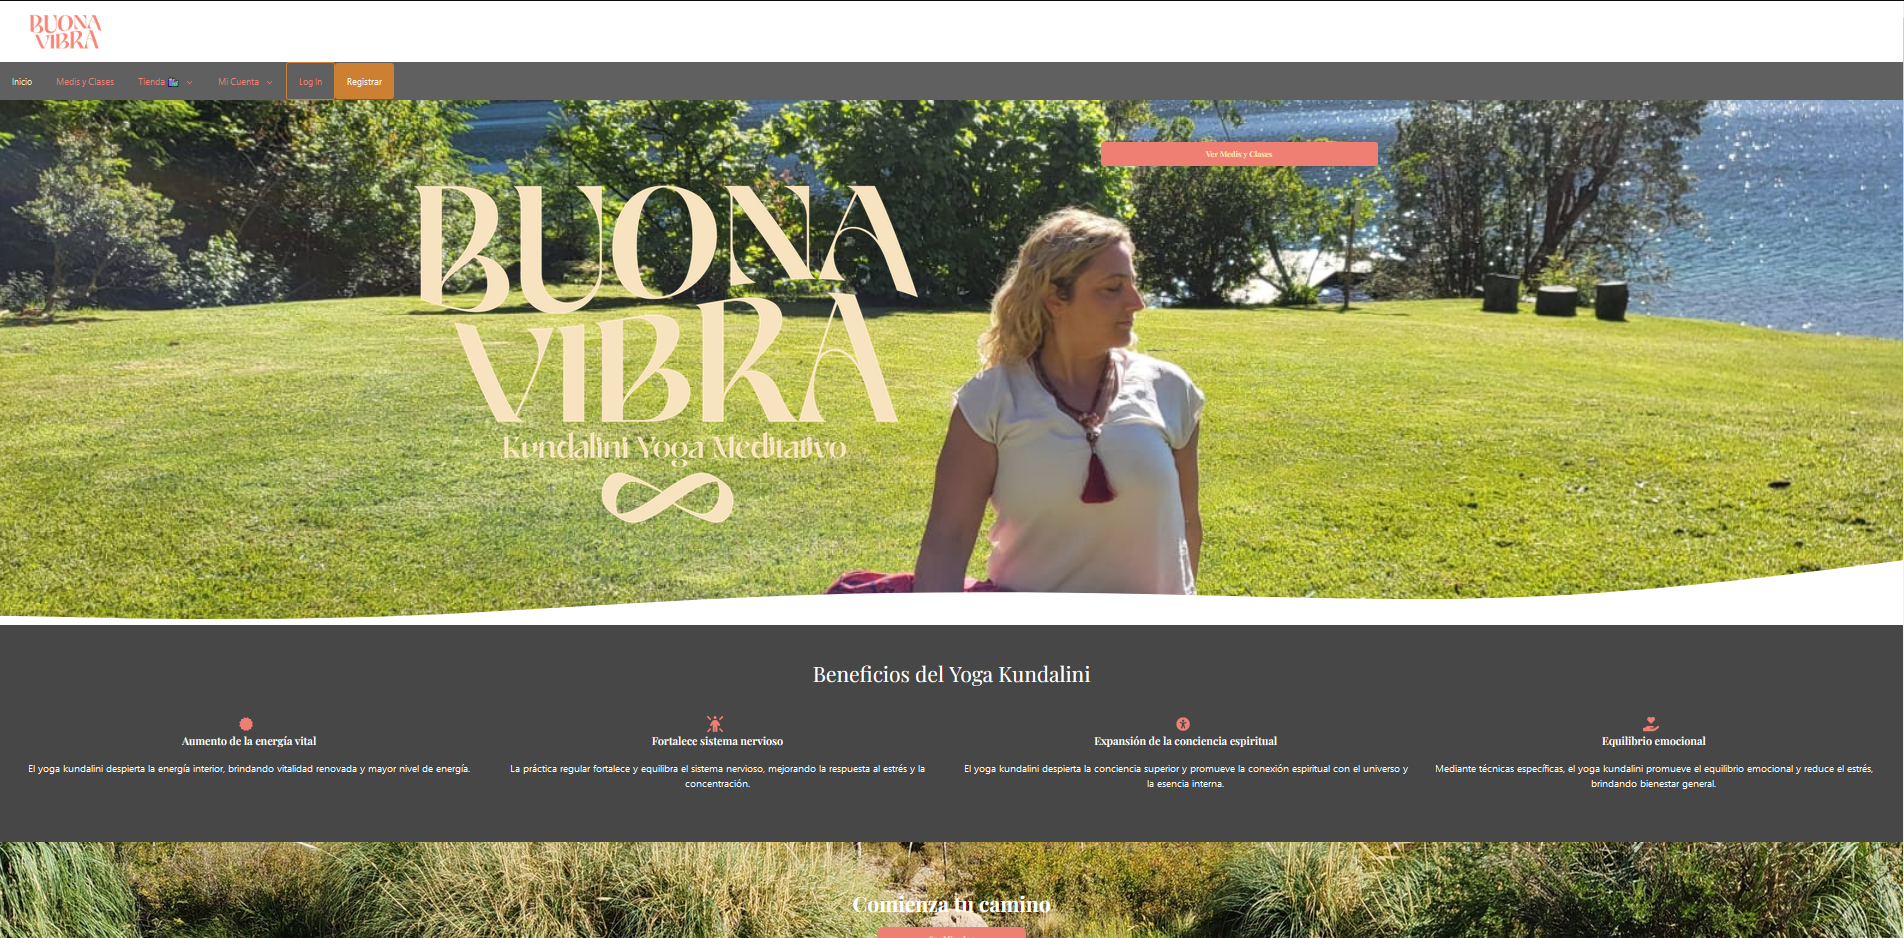 BUONA
VIBRA
Inicio Medis y Clases Tienda Mi Cuenta Log In Registrar
Ver Medis y Clases
BUONA
VIBRA
Kundalini Yoga Meditativo
Beneficios del Yoga Kundalini
Aumento de la energía vital
El yoga kundalini despierta la energía interior, brindando vitalidad renovada y mayor nivel de energía.
Fortalece sistema nervioso
La práctica regular fortalece y equilibra el sistema nervioso, mejorando la respuesta al estrés y la
concentración.
Expansión de la conciencia espiritual
El yoga kundalini despierta la conciencia superior y promueve la conexión espiritual con el universo y
la esencia interna.
Equilibrio emocional
Mediante técnicas específicas, el yoga kundalini promueve el equilibrio emocional y reduce el estrés,
brindando bienestar general.
Comienza tu camino